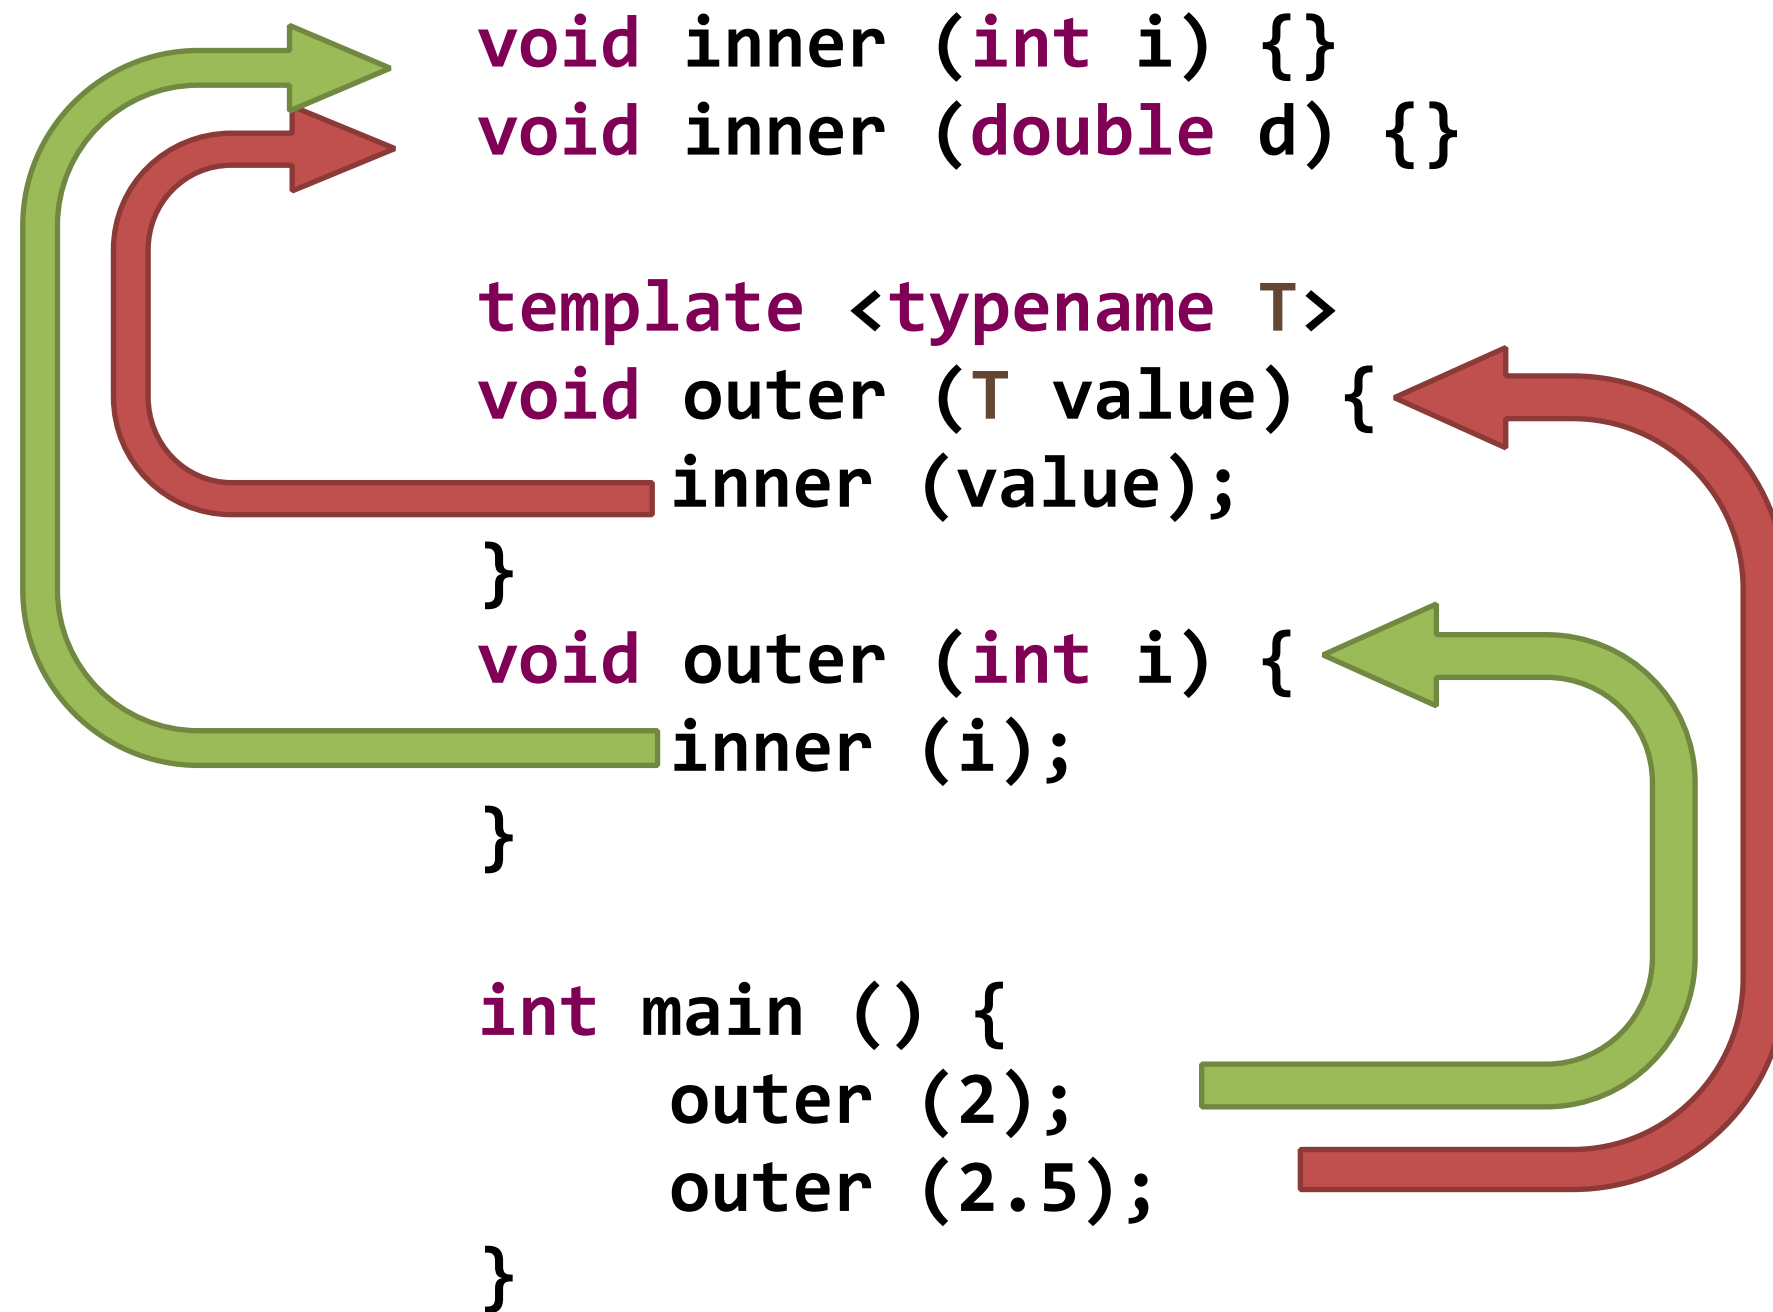 void inner (int i) {}
void inner (double d) {}
template <typename T>
void outer (T value) {
inner (value);
}
void outer (int i) {
inner (i);
}
int main () {
outer (2);
outer (2.5);
}